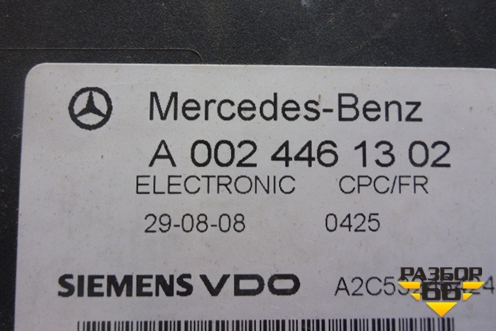 Mercedes-Benz
A 002 446 13 02
ELECTRONIC CPC/FR
29-08-08 0425
SIEMENS VDO
РАЗБОР
66